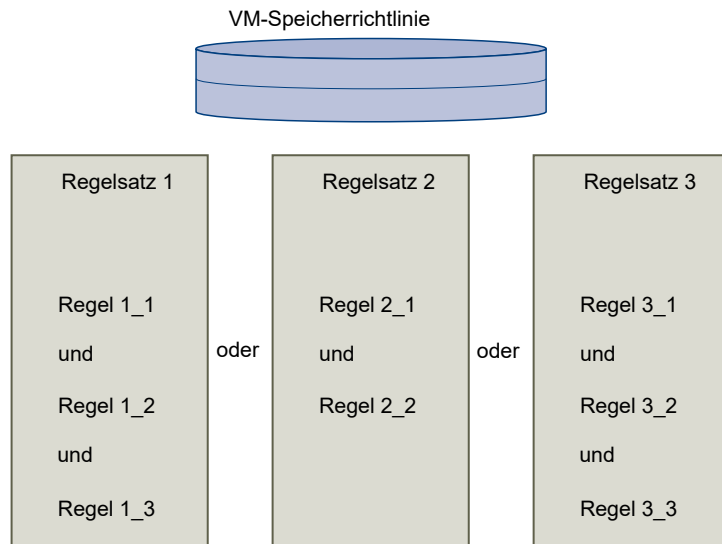 VM-Speicherrichtlinie
Regelsatz 1
Regel 1_1
und
Regel 1_2
und
Regel 1_3
oder
Regelsatz 2
Regel 2_1
und
Regel 2_2
oder
Regelsatz 3
Regel 3_1
und
Regel 3_2
und
Regel 3_3